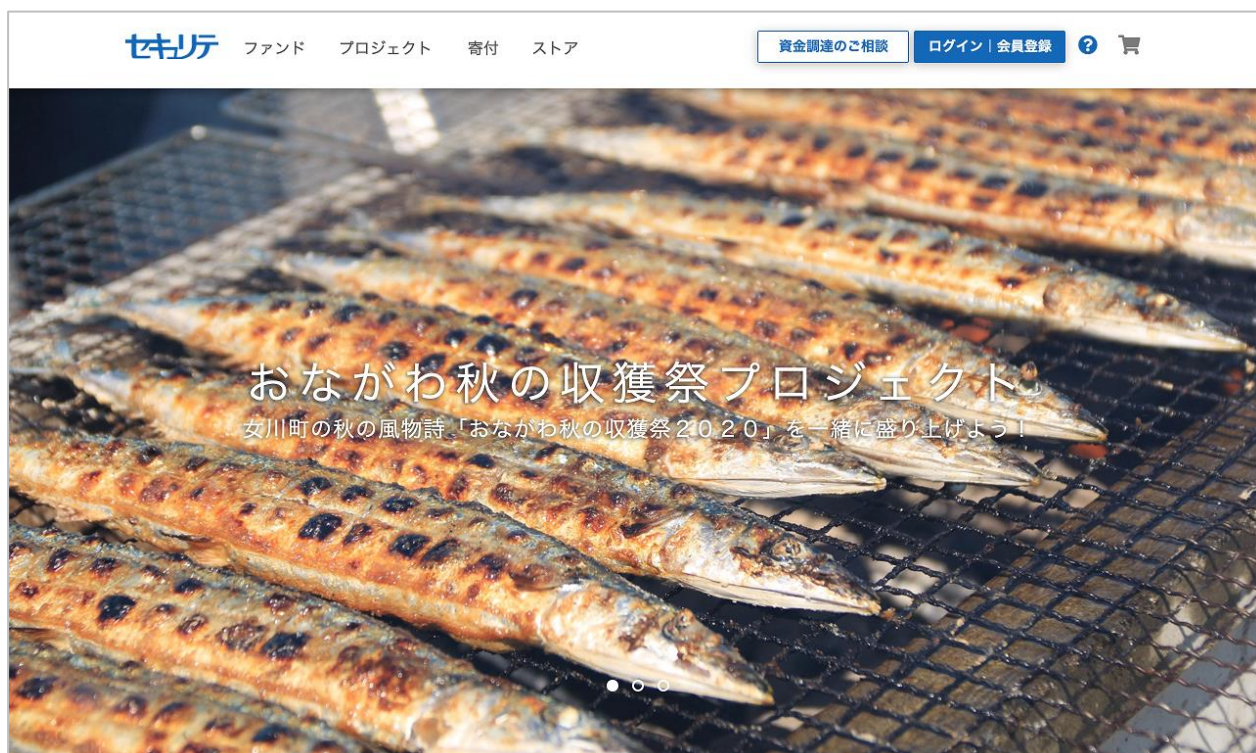 セキュリテ ファンド プロジェクト 寄付 ストア 資金調達のご相談 ログイン｜会員登録 ?
おながわ秋の収獲祭プロジェクト
女川町の秋の風物詩「おながわ秋の収獲祭２０２０」を一緒に盛り上げよう！